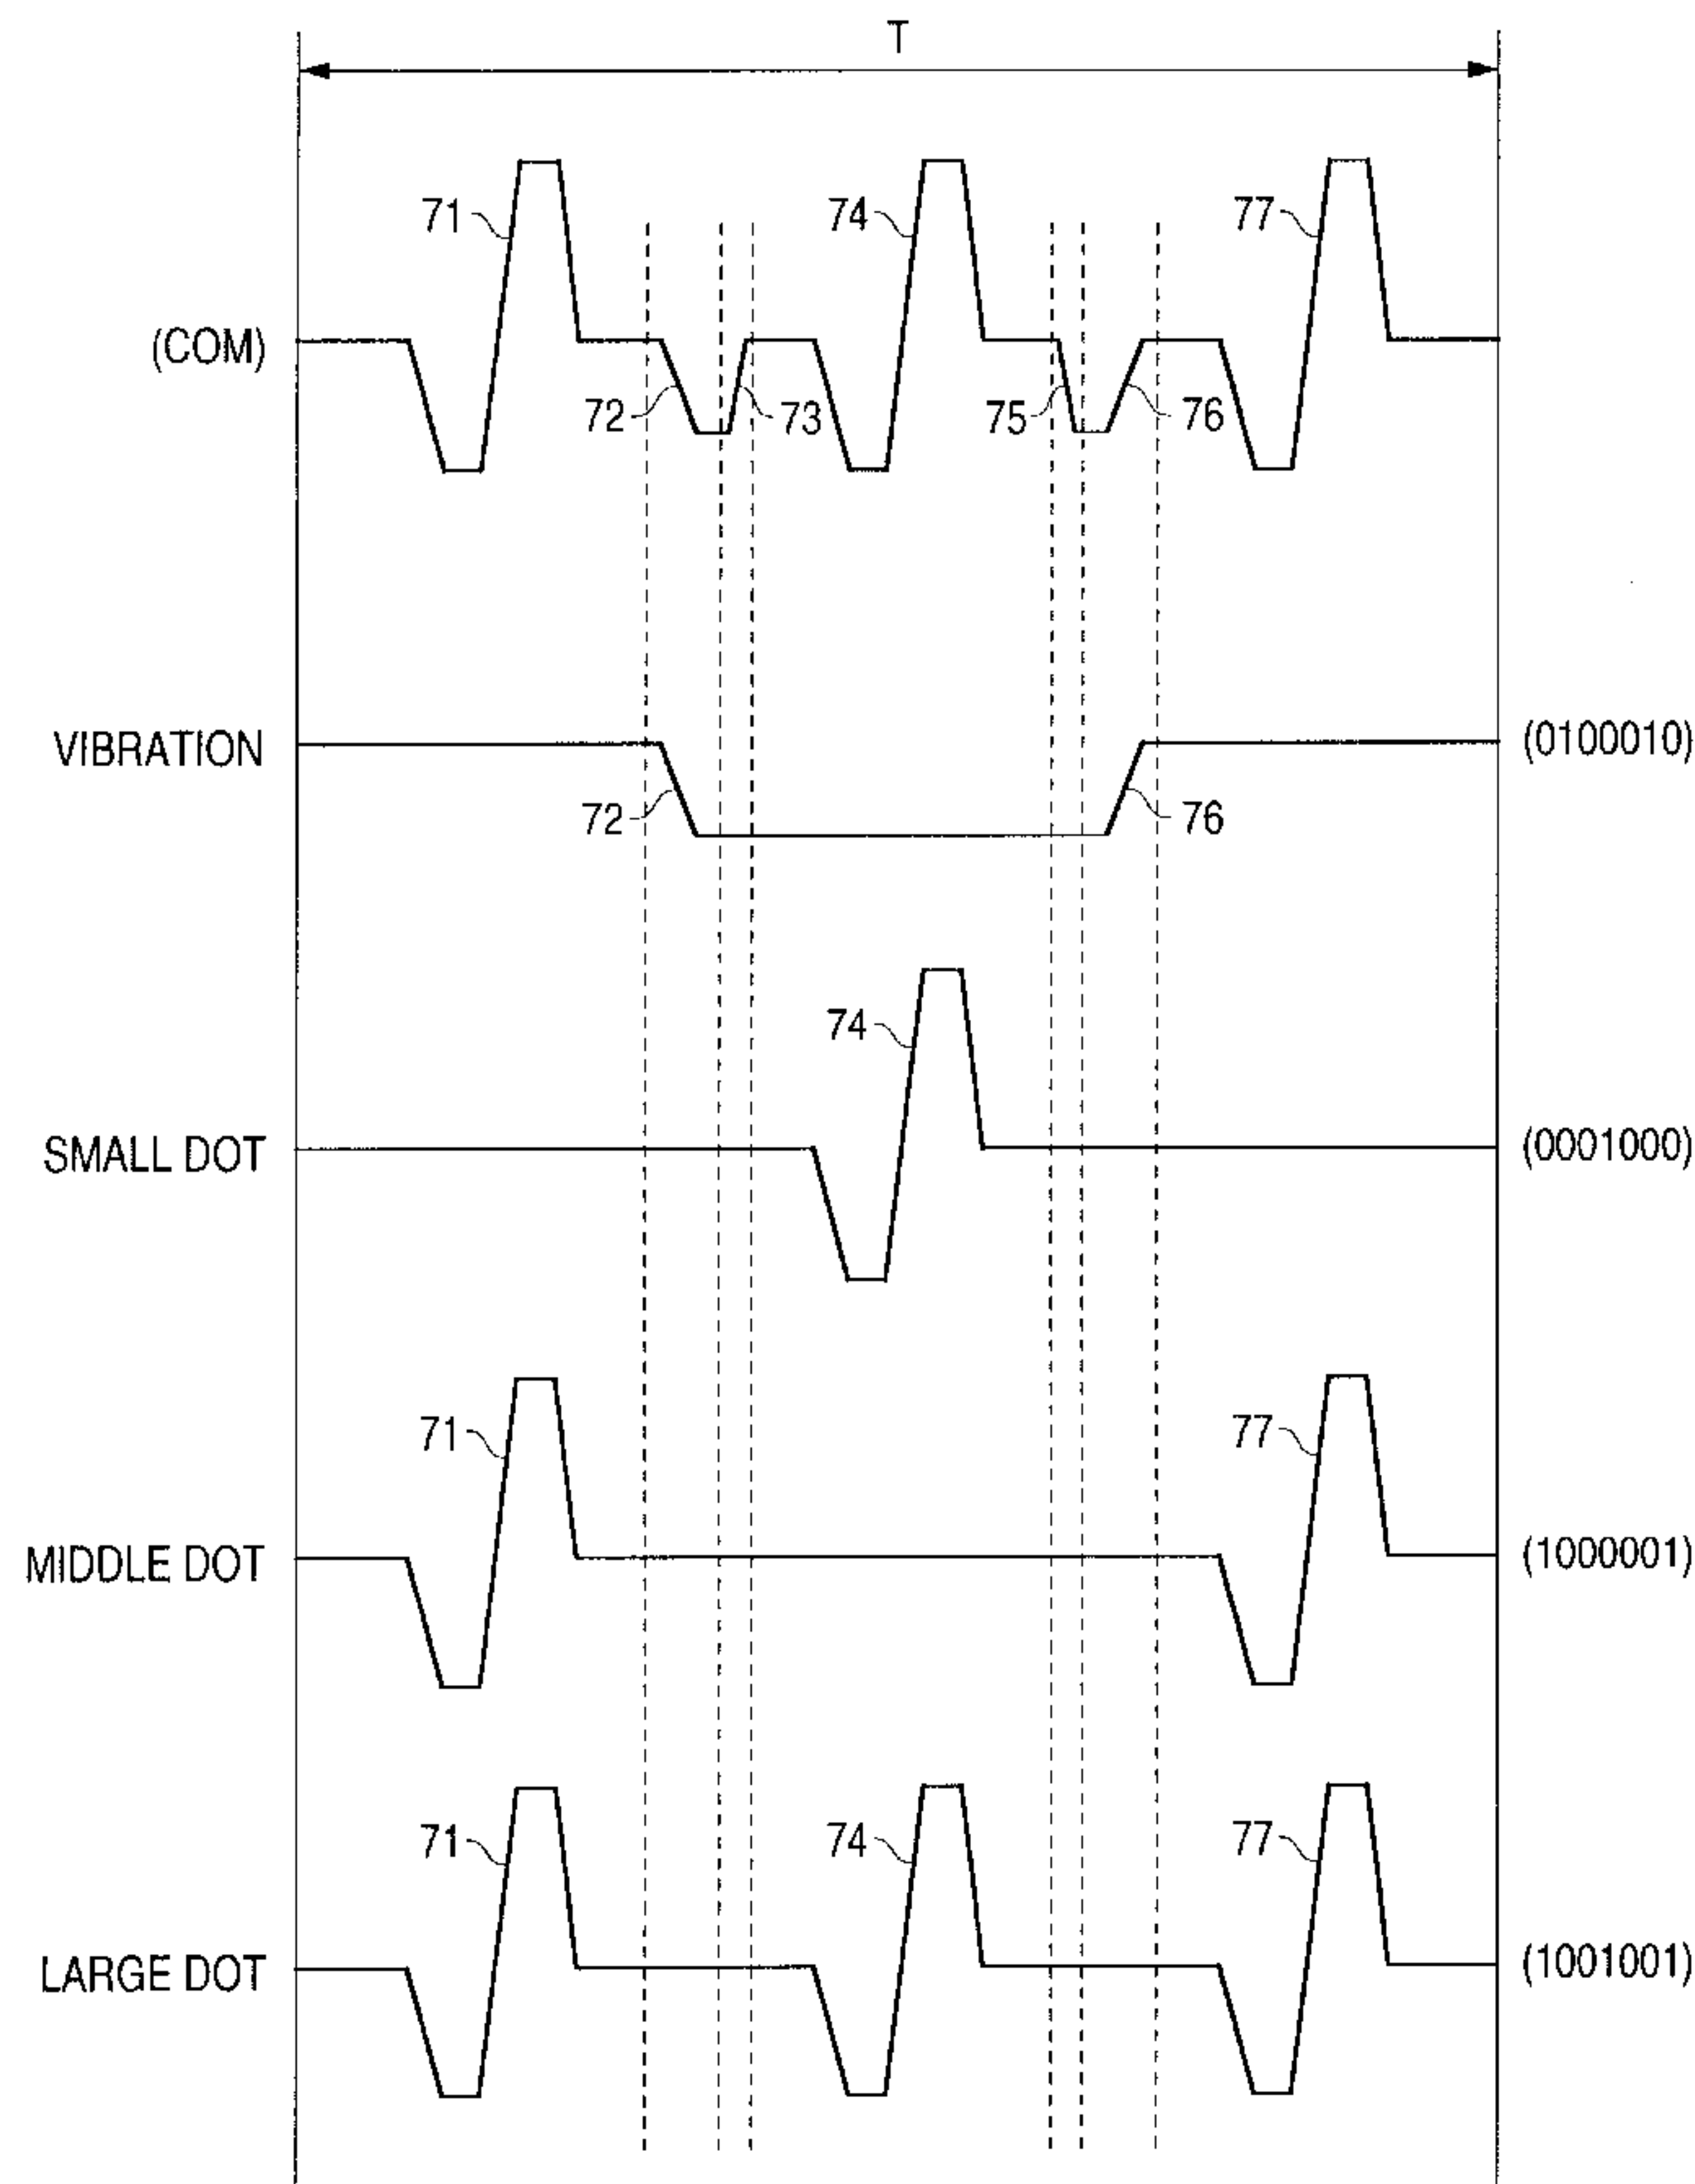 T
71 74 77
(COM)
72 73 75 76
VIBRATION (0100010)
72 76
74
SMALL DOT (0001000)
71 77
MIDDLE DOT (1000001)
71 74 77
LARGE DOT (1001001)